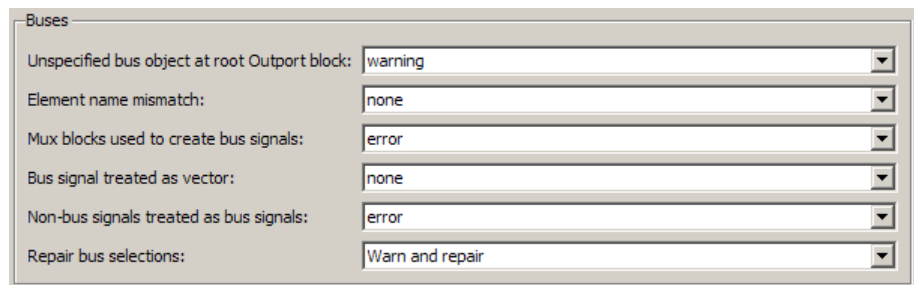 Buses
Unspecified bus object at root Outport block: warning
Element name mismatch: none
Mux blocks used to create bus signals: error
Bus signal treated as vector: none
Non-bus signals treated as bus signals: error
Repair bus selections: Warn and repair